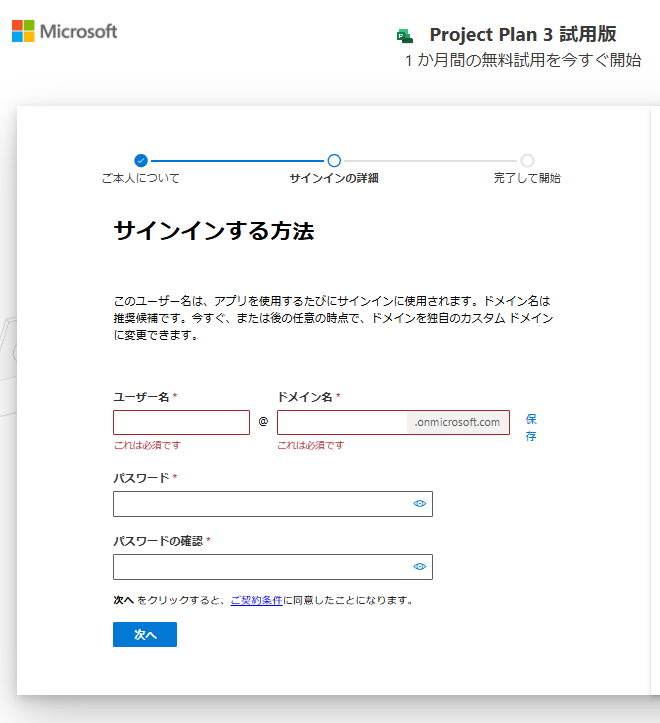 Microsoft
Project Plan 3 試用版
1 か月間の無料試用を今すぐ開始
ご本人について
サインインの詳細
完了して開始
サインインする方法
このユーザー名は、アプリを使用するたびにサインインに使用されます。ドメイン名は
推奨候補です。今すぐ、または後の任意の時点で、ドメインを独自のカスタム ドメイン
に変更できます。
ユーザー名 *
ドメイン名 *
@
.onmicrosoft.com
保
存
これは必須です
これは必須です
パスワード *
パスワードの確認 *
次へ をクリックすると、ご契約条件に同意したことになります。
次へ